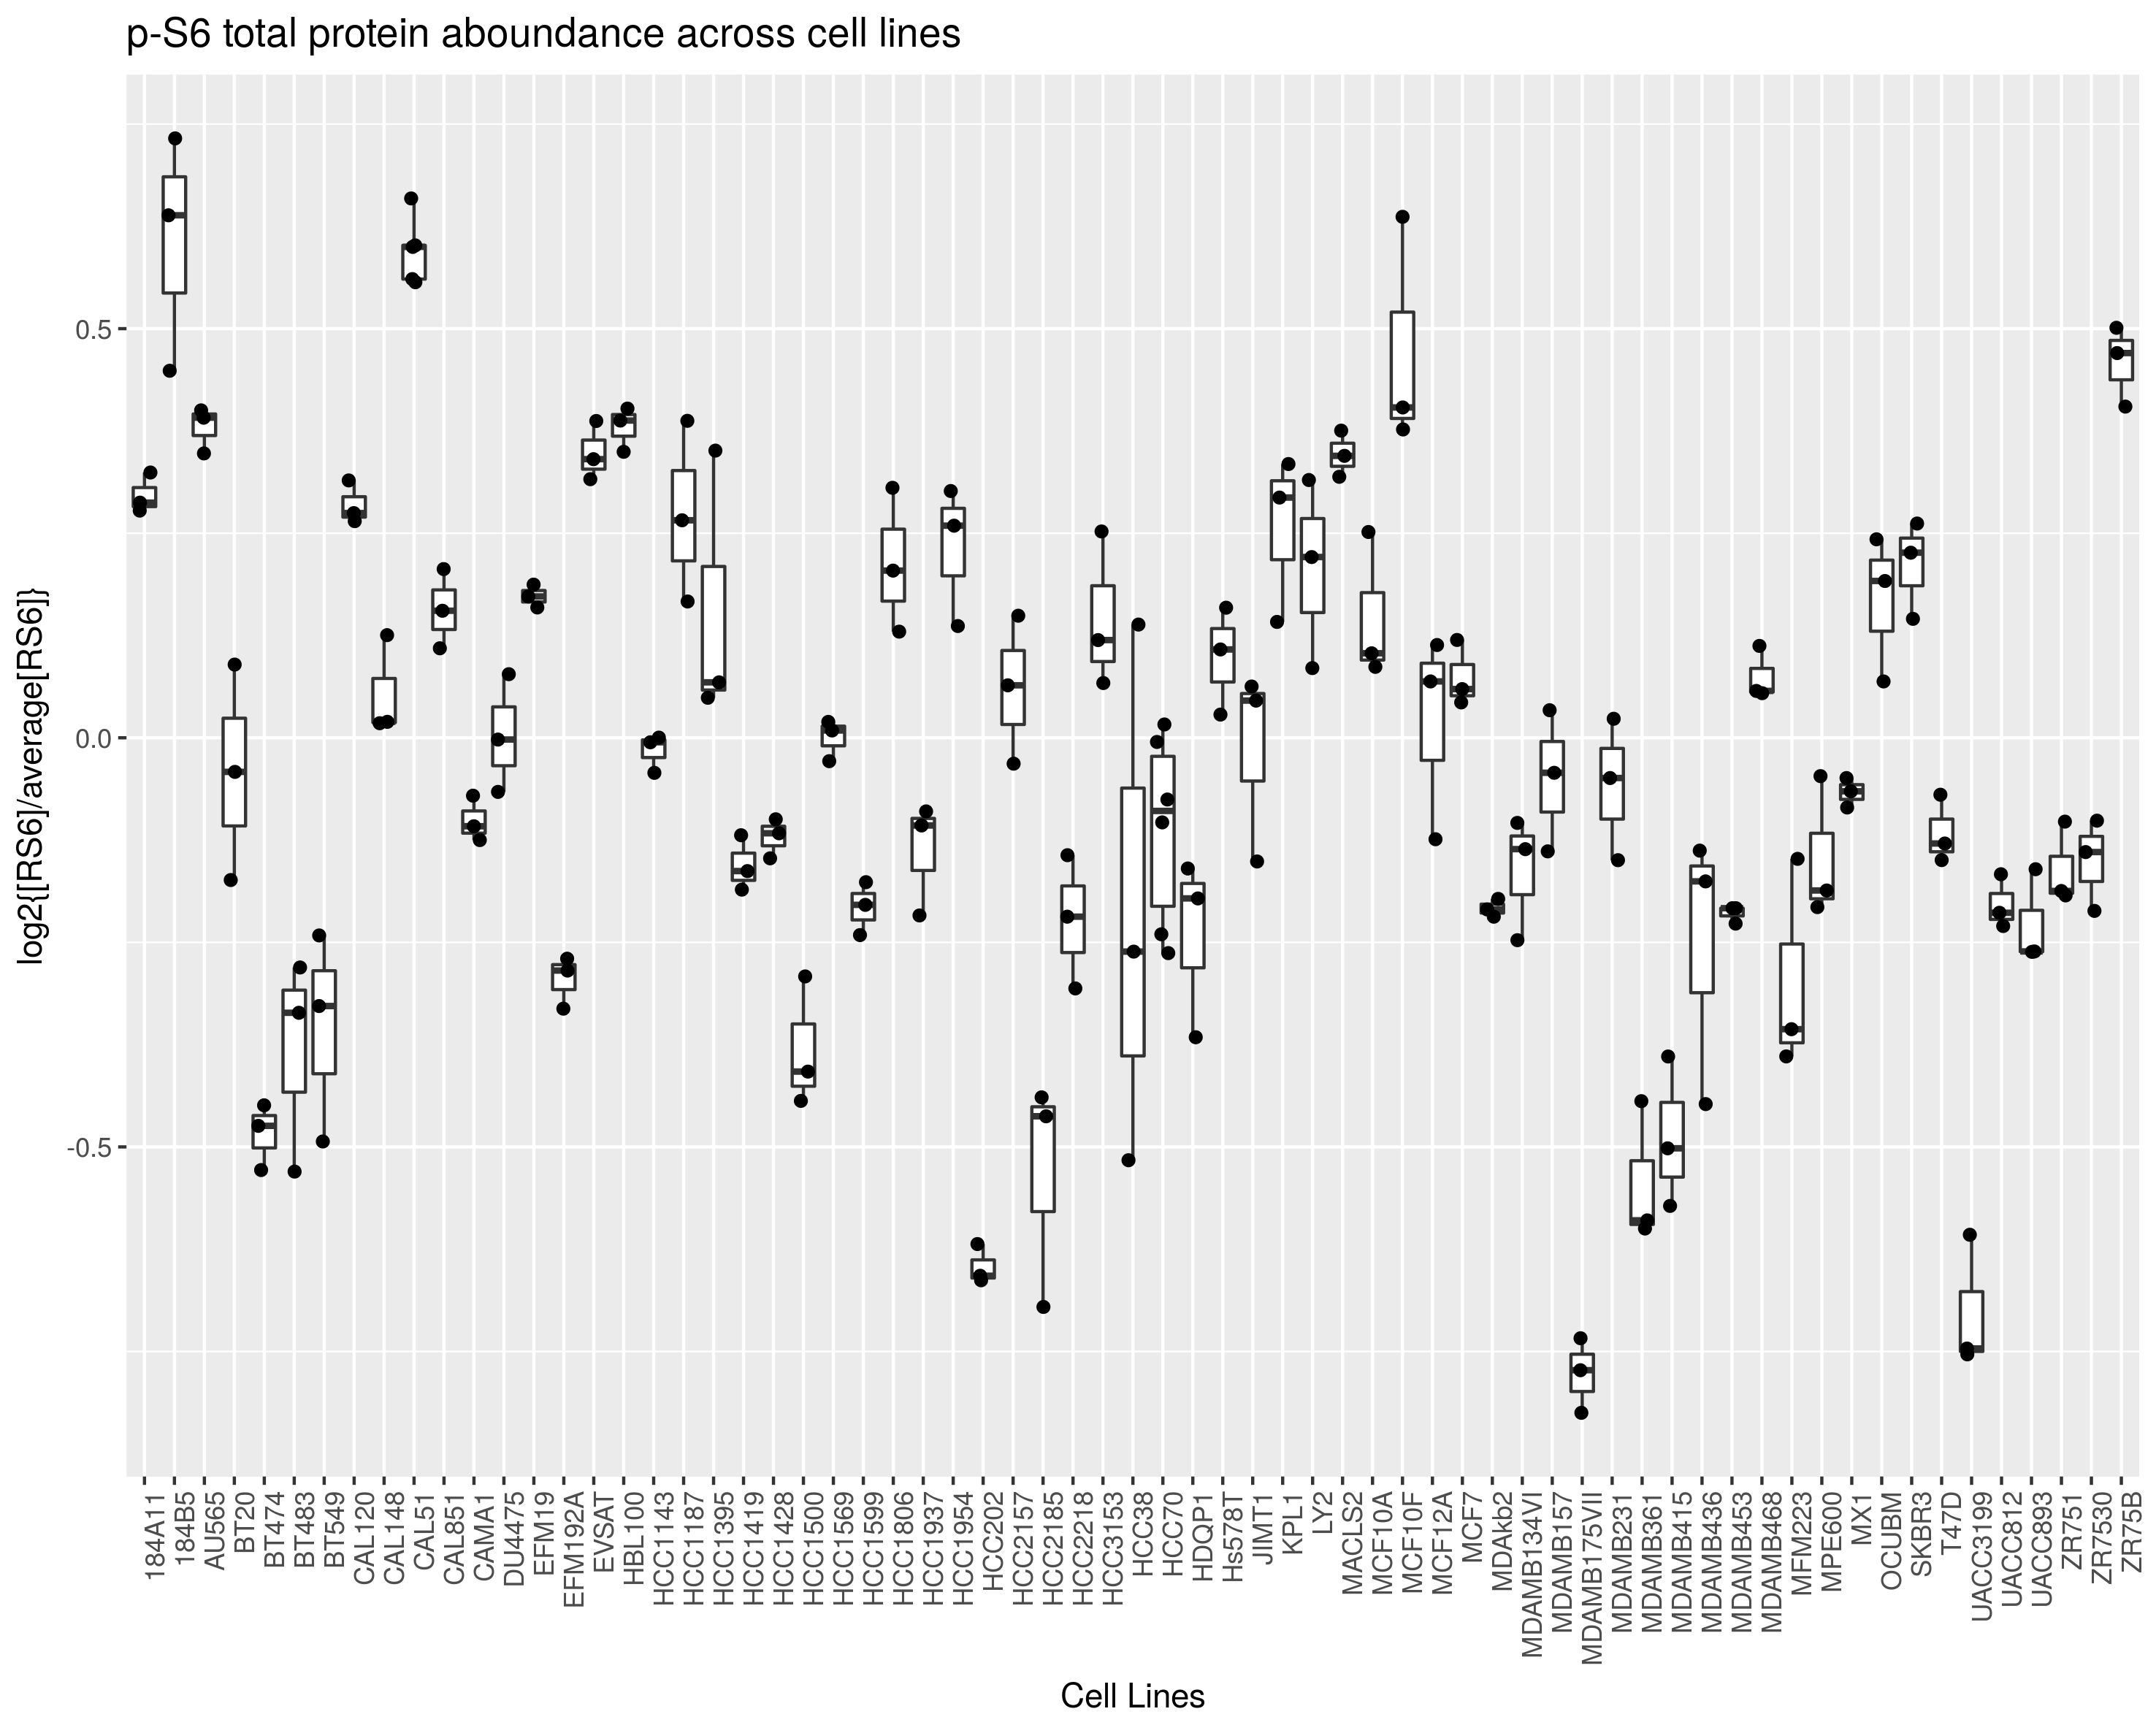 p-S6 total protein aboundance across cell lines
log2{[RS6]/average[RS6]}
0.5
0.0
-0.5
184A11
184B5
AU565
BT20
BT474
BT483
BT549
CAL120
CAL148
CAL51
CAL851
CAMA1
DU4475
EFM19
EFM192A
EVSAT
HBL100
HCC1143
HCC1187
HCC1395
HCC1419
HCC1428
HCC1500
HCC1569
HCC1599
HCC1806
HCC1937
HCC1954
HCC202
HCC2157
HCC2185
HCC2218
HCC3153
HCC38
HCC70
HDQP1
Hs578T
JIMT1
KPL1
LY2
MACLS2
MCF10A
MCF10F
MCF12A
MCF7
MDAkb2
MDAMB134VI
MDAMB157
MDAMB175VII
MDAMB231
MDAMB361
MDAMB415
MDAMB436
MDAMB453
MDAMB468
MFM223
MPE600
MX1
OCUBM
SKBR3
T47D
UACC3199
UACC812
UACC893
ZR751
ZR7530
ZR75B
Cell Lines